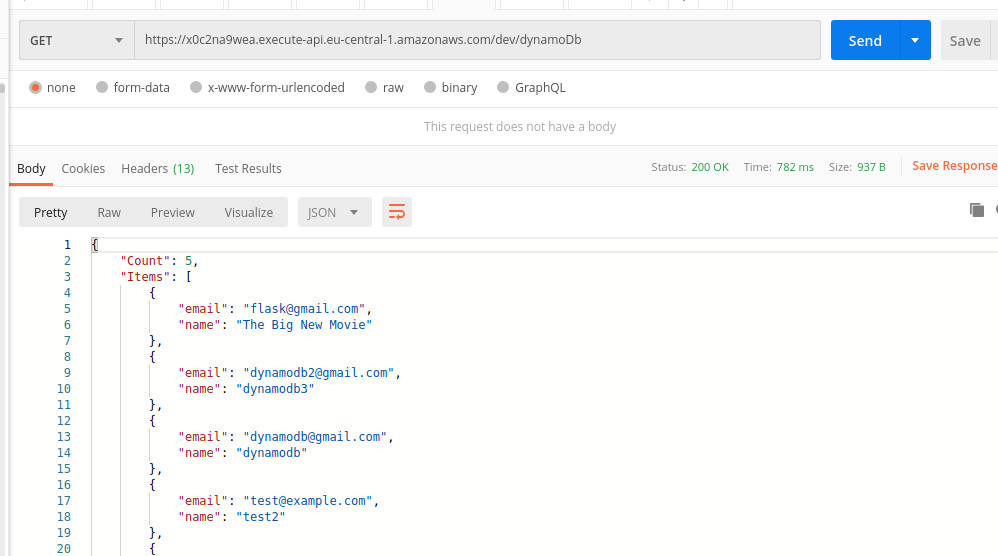 GET https://x0c2na9wea.execute-api.eu-central-1.amazonaws.com/dev/dynamoDb Send Save
none form-data x-www-form-urlencoded raw binary GraphQL
This request does not have a body
Body Cookies Headers (13) Test Results Status: 200 OK Time: 782 ms Size: 937 B Save Response
Pretty Raw Preview Visualize JSON
1 {
2 "Count": 5,
3 "Items": [
4 {
5 "email": "flask@gmail.com",
6 "name": "The Big New Movie"
7 },
8 {
9 "email": "dynamodb2@gmail.com",
10 "name": "dynamodb3"
11 },
12 {
13 "email": "dynamodb@gmail.com",
14 "name": "dynamodb"
15 },
16 {
17 "email": "test@example.com",
18 "name": "test2"
19 },
20 {